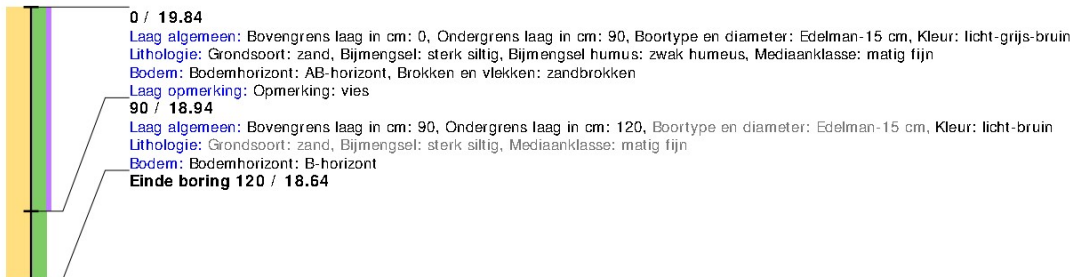 0 / 19.84
Laag algemeen: Bovengrens laag in cm: 0, Ondergrens laag in cm: 90, Boortype en diameter: Edelman-15 cm, Kleur: licht-grijs-bruin
Lithologie: Grondsoort: zand, Bijmengsel: sterk siltig, Bijmengsel humus: zwak humeus, Mediaanklasse: matig fijn
Bodem: Bodemhorizont: AB-horizont, Brokken en vlekken: zandbrokken
Laag opmerking: Opmerking: vies
90 / 18.94
Laag algemeen: Bovengrens laag in cm: 90, Ondergrens laag in cm: 120, Boortype en diameter: Edelman-15 cm, Kleur: licht-bruin
Lithologie: Grondsoort: zand, Bijmengsel: sterk siltig, Mediaanklasse: matig fijn
Bodem: Bodemhorizont: B-horizont
Einde boring 120 / 18.64